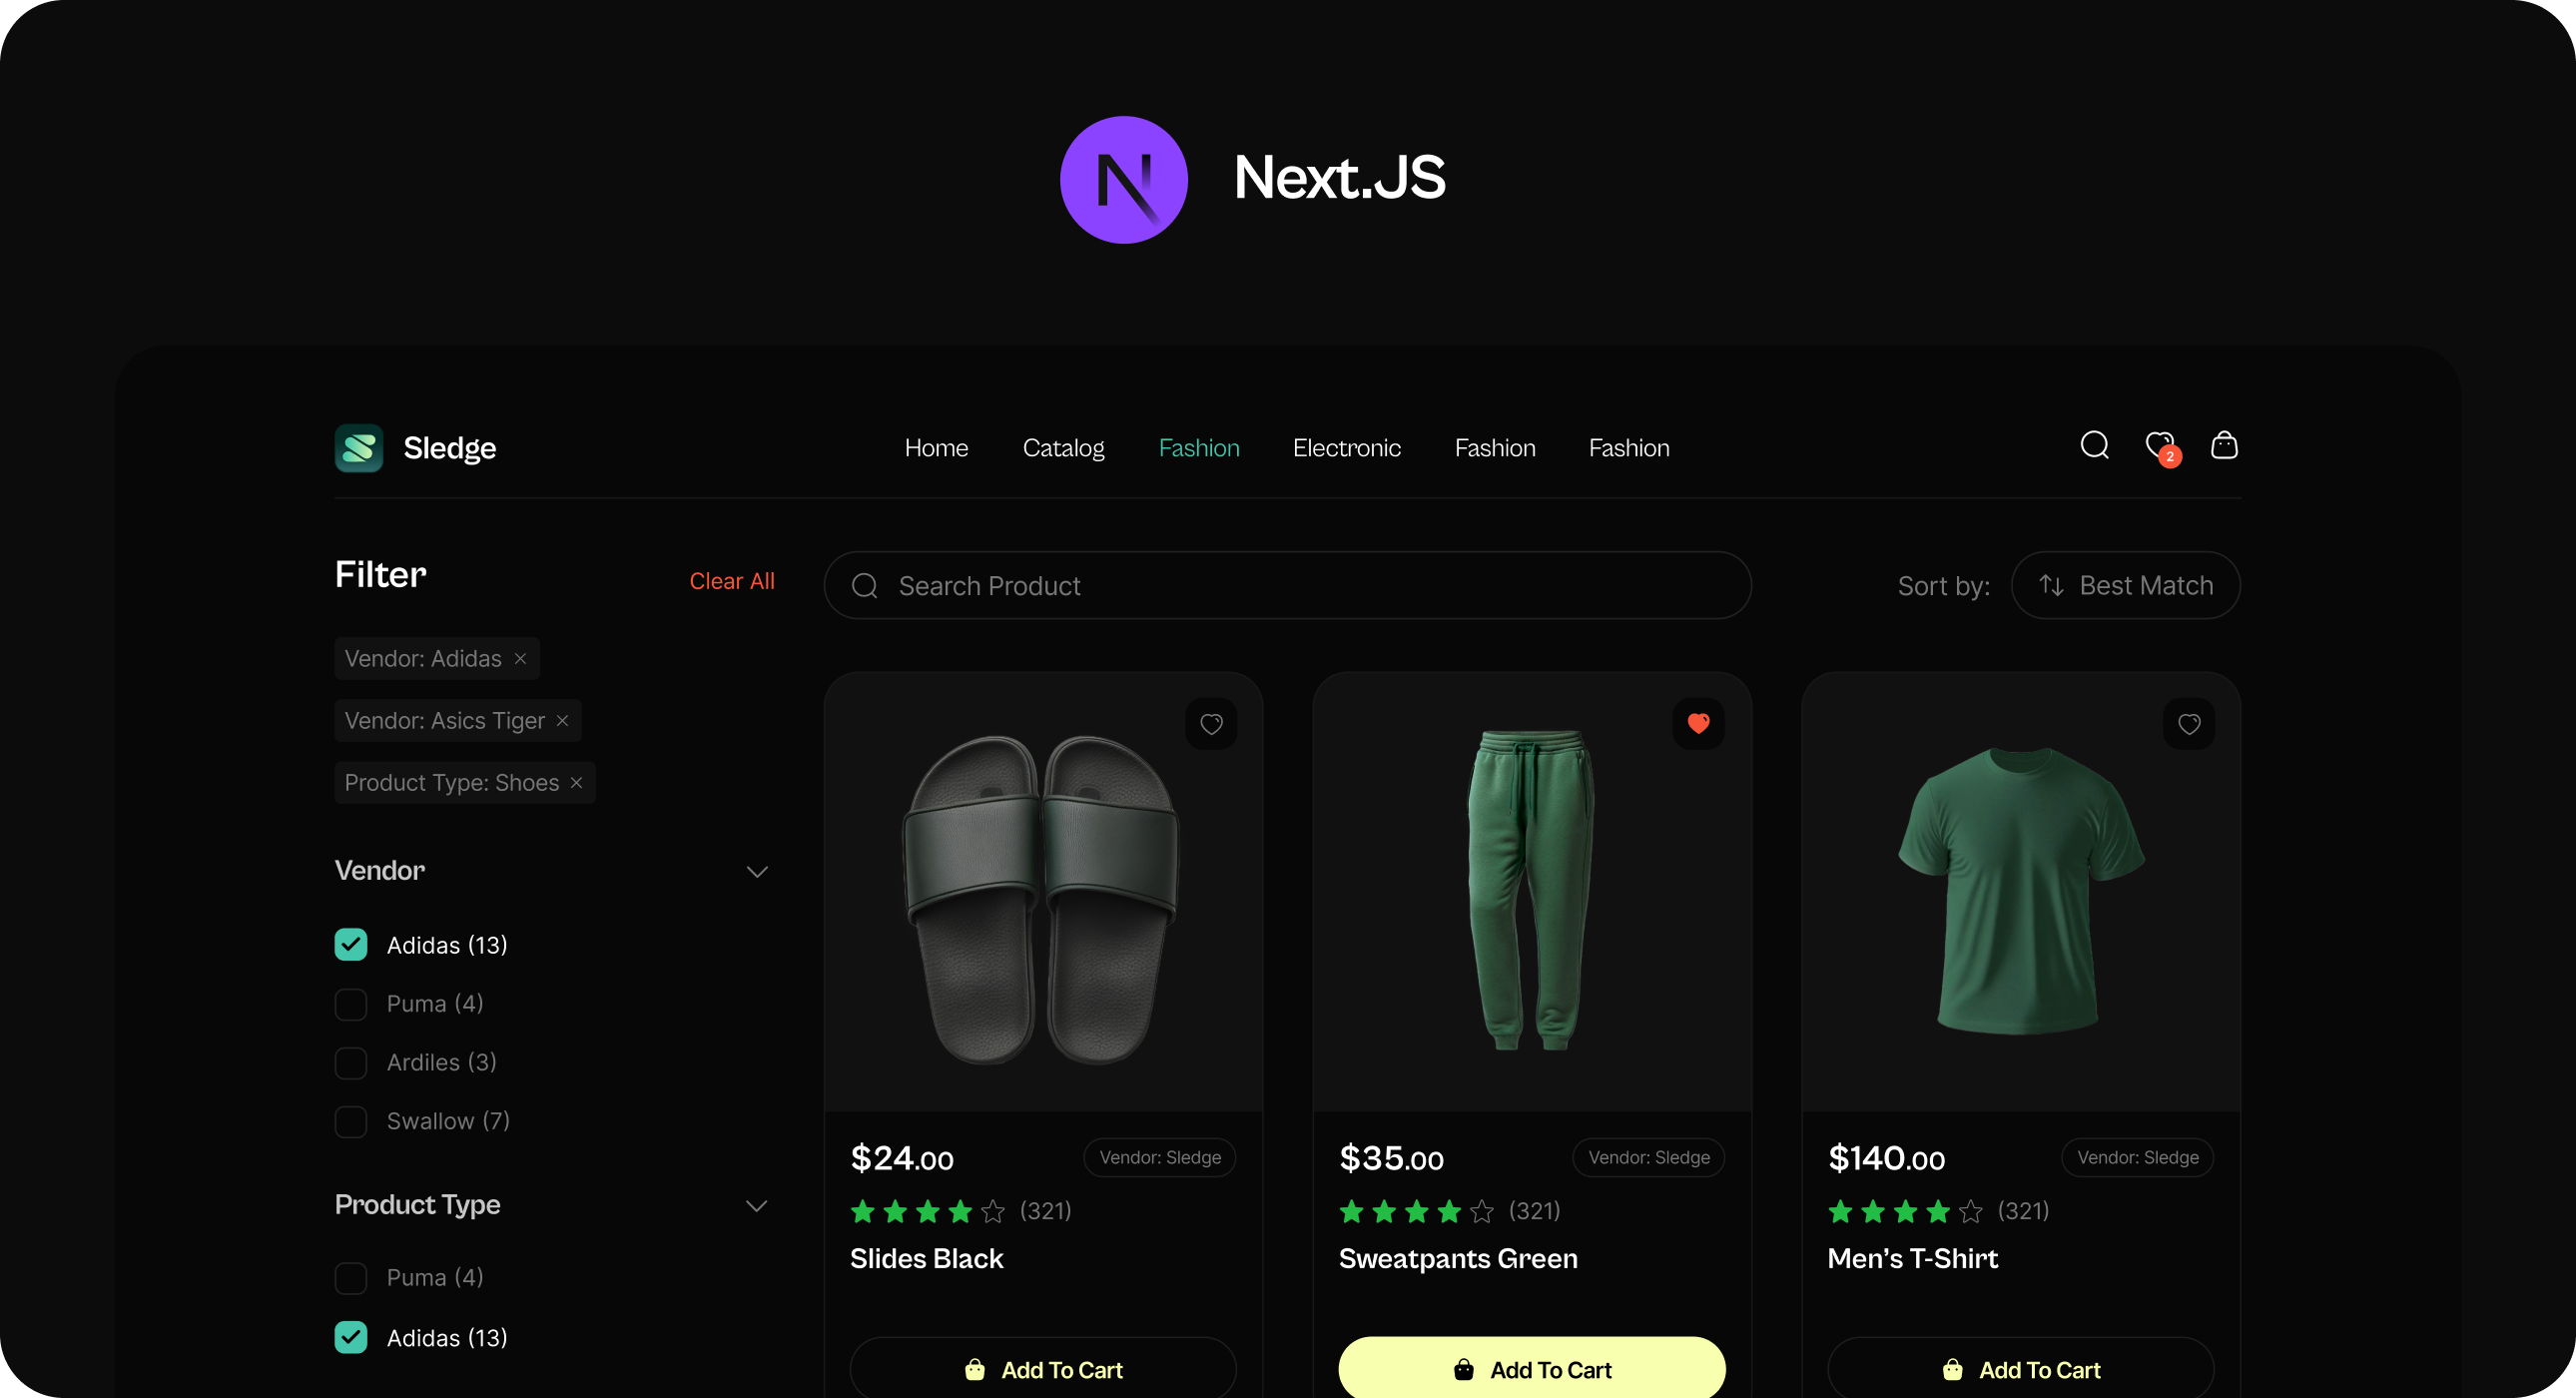 Next.JS
Sledge
Home Catalog Fashion Electronic Fashion Fashion
2
Filter
Clear All
Search Product
Sort by:
Best Match
Vendor: Adidas ×
Vendor: Asics Tiger ×
Product Type: Shoes ×
Vendor
Adidas (13)
Puma (4)
Ardiles (3)
Swallow (7)
Product Type
Puma (4)
Adidas (13)
$24.00
Vendor: Sledge
(321)
Slides Black
Add To Cart
$35.00
Vendor: Sledge
(321)
Sweatpants Green
Add To Cart
$140.00
Vendor: Sledge
(321)
Men’s T-Shirt
Add To Cart